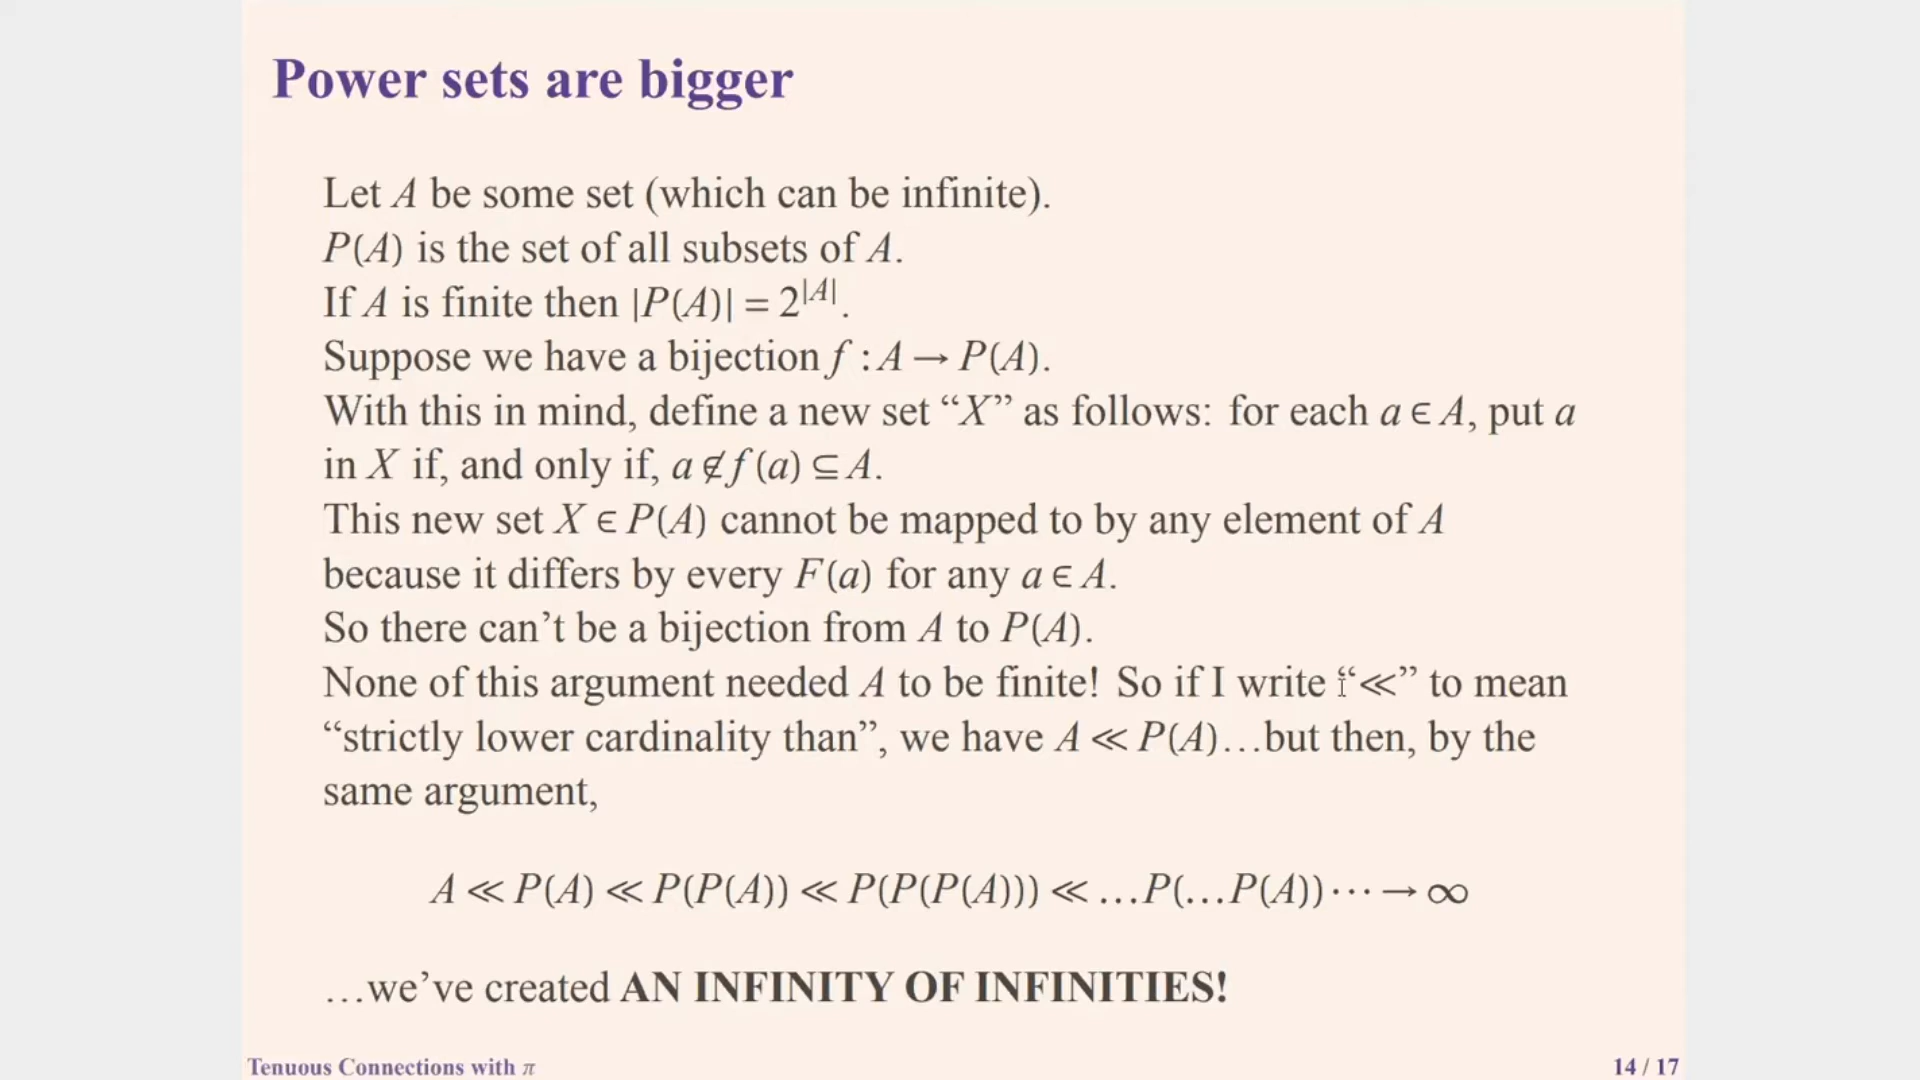 Power sets are bigger
Let A be some set (which can be infinite).
P(A) is the set of all subsets of A.
If A is finite then |P(A)| = 2^|A|.
Suppose we have a bijection f : A → P(A).
With this in mind, define a new set “X” as follows: for each a ∈ A, put a
in X if, and only if, a ∉ f(a) ⊆ A.
This new set X ∈ P(A) cannot be mapped to by any element of A
because it differs by every F(a) for any a ∈ A.
So there can’t be a bijection from A to P(A).
None of this argument needed A to be finite! So if I write “≪” to mean
“strictly lower cardinality than”, we have A ≪ P(A)…but then, by the
same argument,
A ≪ P(A) ≪ P(P(A)) ≪ P(P(P(A))) ≪ …P(…P(A)) ⋯ → ∞
…we’ve created AN INFINITY OF INFINITIES!
Tenuous Connections with π
14 / 17